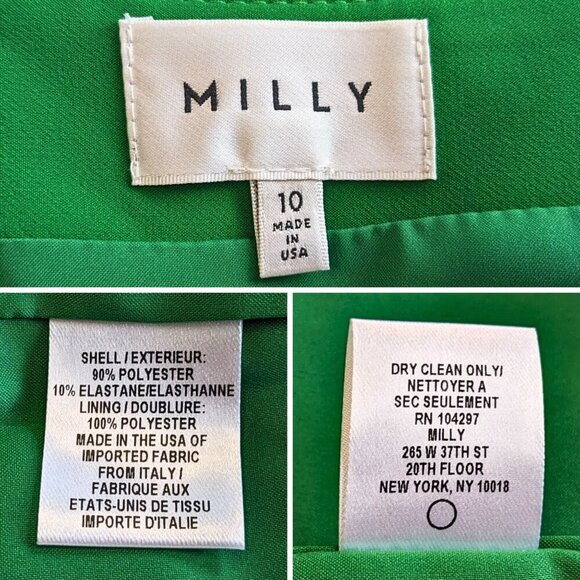 MILLY
10
MADE
IN
USA
SHELL / EXTERIEUR:
90% POLYESTER
10% ELASTANE/ELASTHANNE
LINING / DOUBLURE:
100% POLYESTER
MADE IN THE USA OF
IMPORTED FABRIC
FROM ITALY /
FABRIQUE AUX
ETATS-UNIS DE TISSU
IMPORTE D'ITALIE
DRY CLEAN ONLY/
NETTOYER A
SEC SEULEMENT
RN 104297
MILLY
265 W 37TH ST
20TH FLOOR
NEW YORK, NY 10018